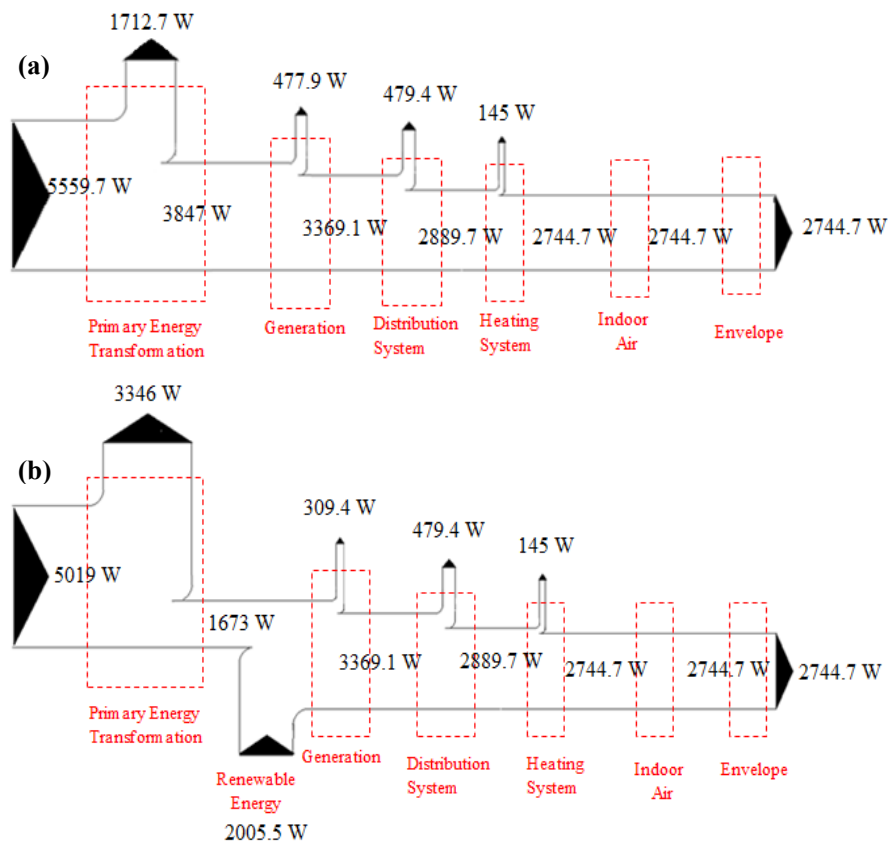 1712.7 W
(a)
477.9 W
479.4 W
145 W
5559.7 W
3847 W
3369.1 W
2889.7 W
2744.7 W
2744.7 W
2744.7 W
Primary Energy
Transformation
Generation
Distribution
System
Heating
System
Indoor
Air
Envelope
3346 W
(b)
309.4 W
479.4 W
145 W
5019 W
1673 W
3369.1 W
2889.7 W
2744.7 W
2744.7 W
2744.7 W
Primary Energy
Transformation
Renewable
Energy
2005.5 W
Generation
Distribution
System
Heating
System
Indoor
Air
Envelope